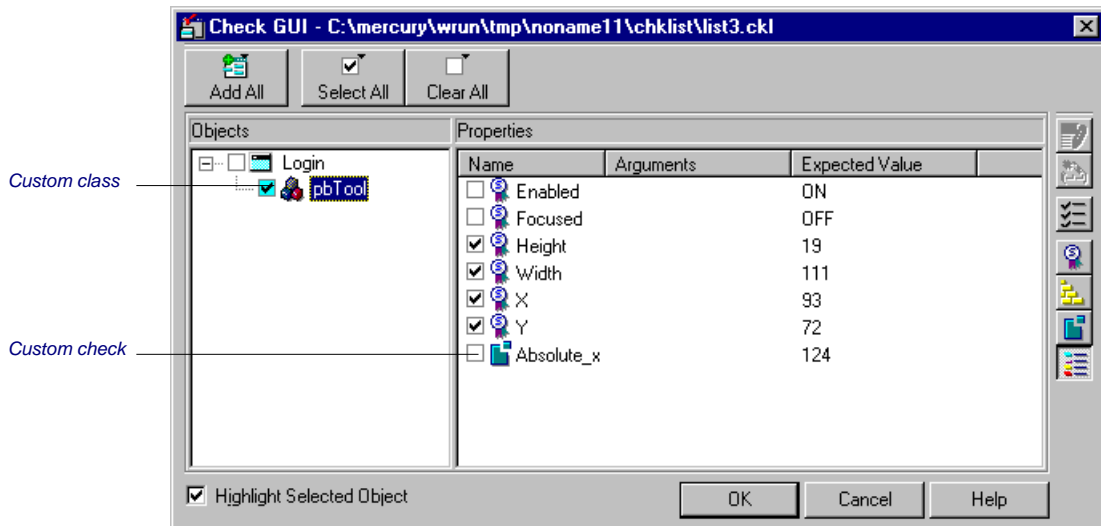 Check GUI - C:\mercury\wrun\tmp\noname11\chklist\list3.ckl
Add All Select All Clear All
Objects Properties
Login
Custom class pbTool
Name Arguments Expected Value
Enabled ON
Focused OFF
Height 19
Width 111
X 93
Y 72
Custom check Absolute_x 124
Highlight Selected Object OK Cancel Help